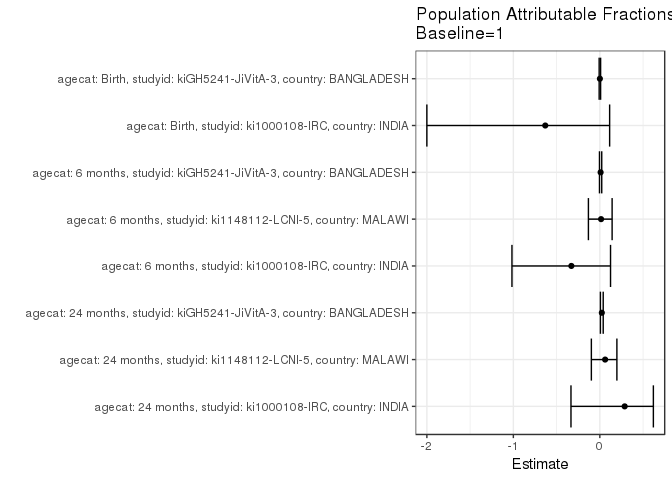 Population Attributable Fractions
Baseline=1
agecat: Birth, studyid: kiGH5241-JiVitA-3, country: BANGLADESH
agecat: Birth, studyid: ki1000108-IRC, country: INDIA
agecat: 6 months, studyid: kiGH5241-JiVitA-3, country: BANGLADESH
agecat: 6 months, studyid: ki1148112-LCNI-5, country: MALAWI
agecat: 6 months, studyid: ki1000108-IRC, country: INDIA
agecat: 24 months, studyid: kiGH5241-JiVitA-3, country: BANGLADESH
agecat: 24 months, studyid: ki1148112-LCNI-5, country: MALAWI
agecat: 24 months, studyid: ki1000108-IRC, country: INDIA
-2 -1 0
Estimate